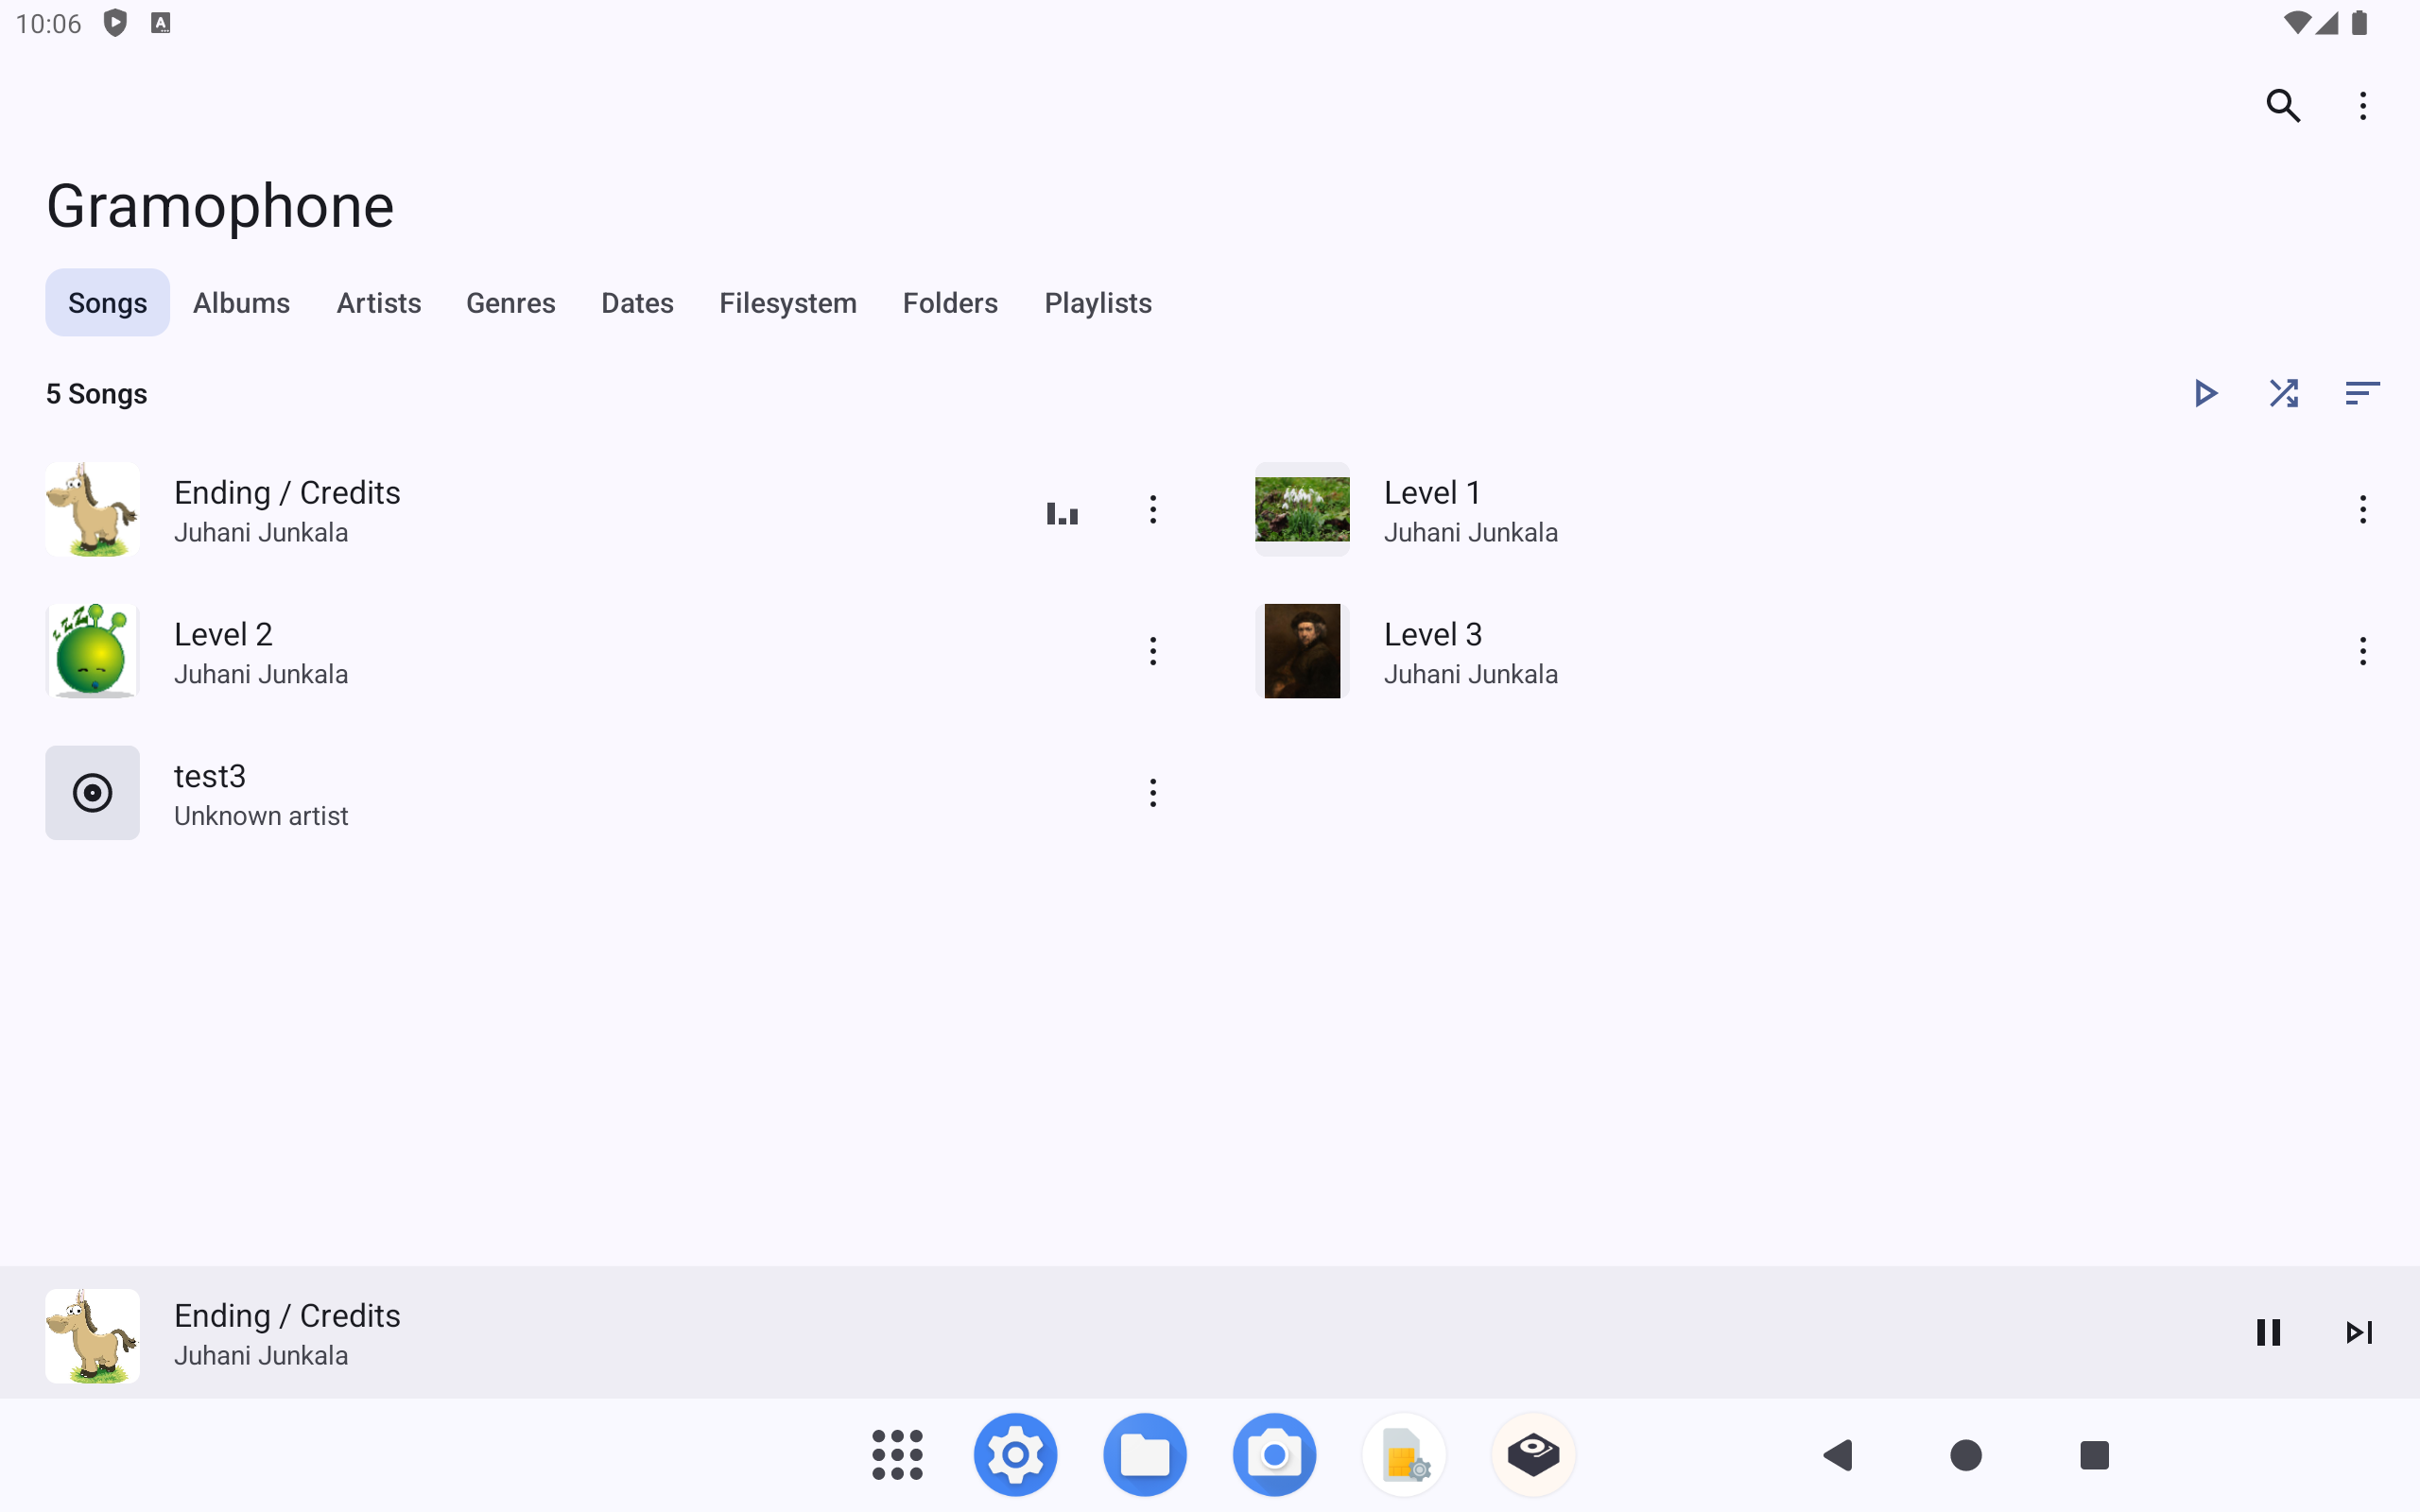 10:06
Gramophone
Songs Albums Artists Genres Dates Filesystem Folders Playlists
5 Songs
Ending / Credits
Juhani Junkala
Level 1
Juhani Junkala
Level 2
Juhani Junkala
Level 3
Juhani Junkala
test3
Unknown artist
Ending / Credits
Juhani Junkala